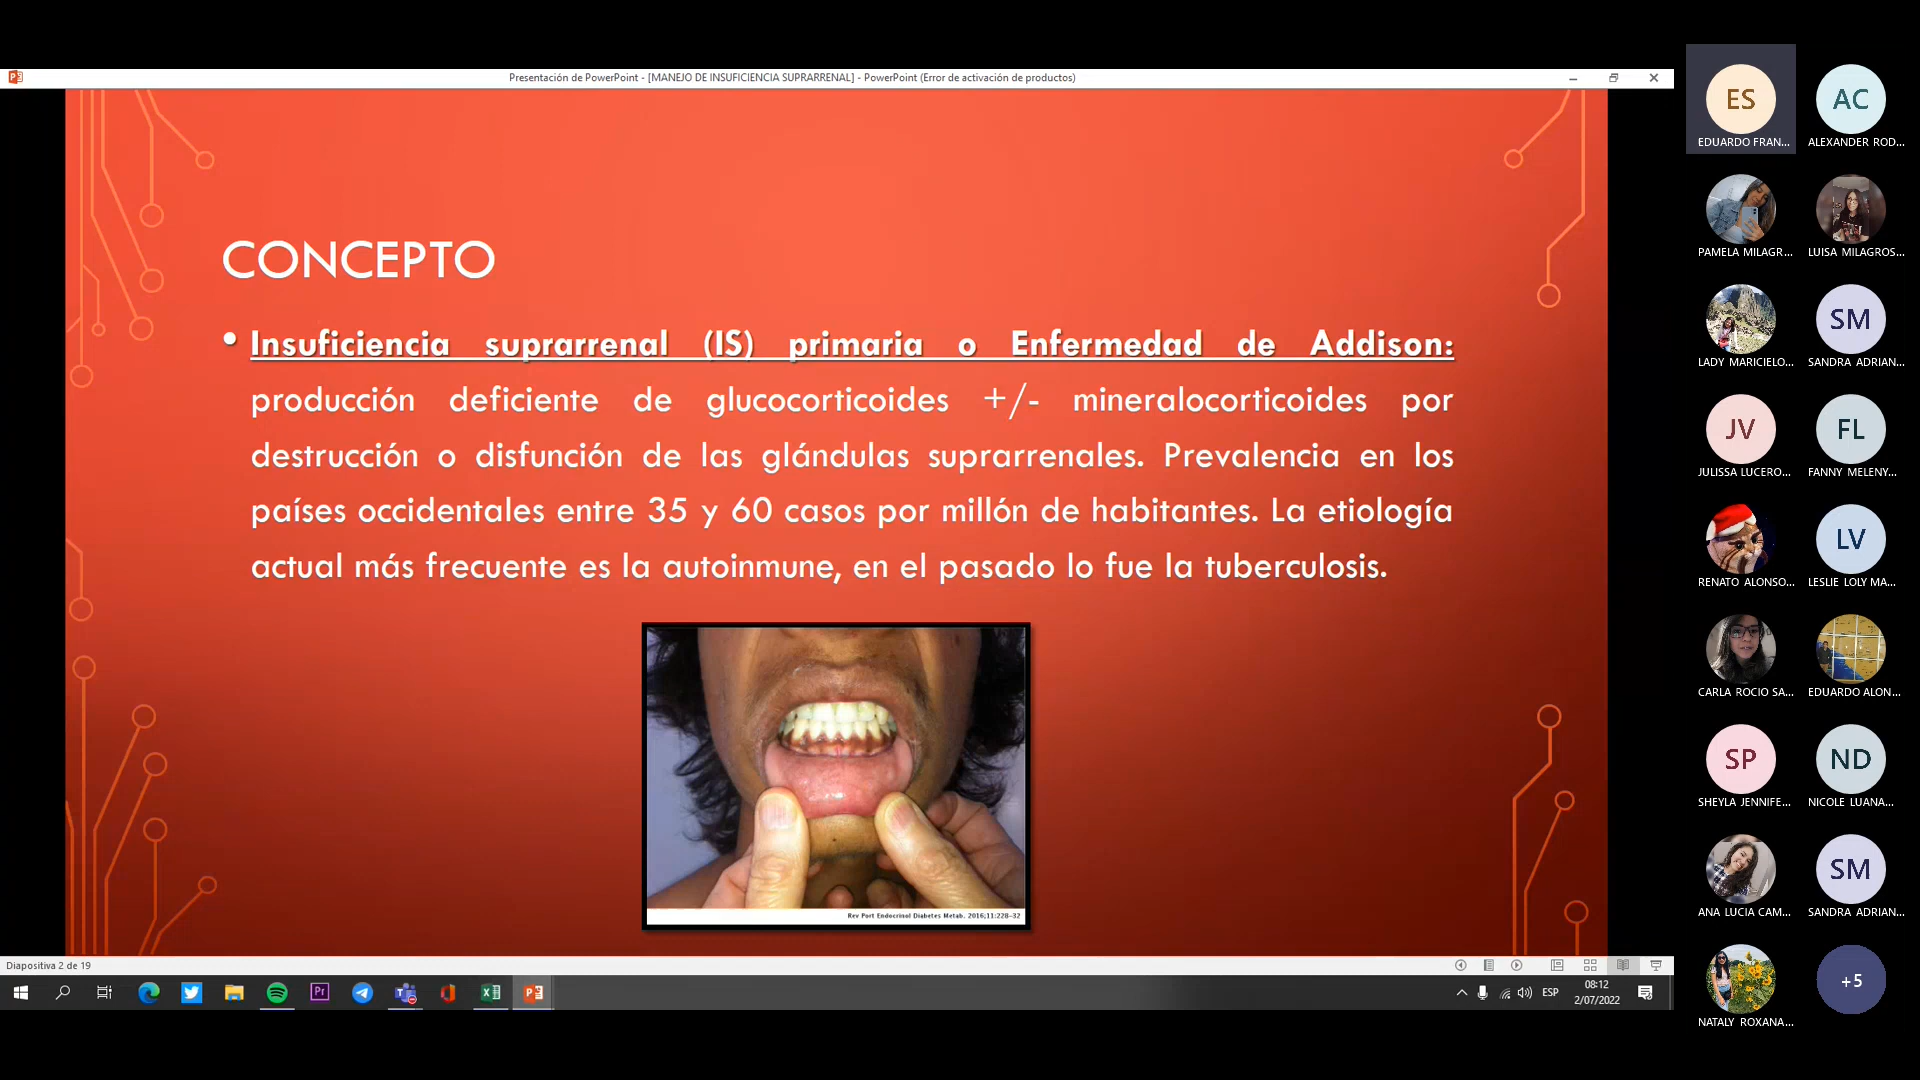 Presentación de PowerPoint - [MANEJO DE INSUFICIENCIA SUPRARRENAL] - PowerPoint (Error de activación de productos)
CONCEPTO
• Insuficiencia suprarrenal (IS) primaria o Enfermedad de Addison:
producción deficiente de glucocorticoides +/- mineralocorticoides por
destrucción o disfunción de las glándulas suprarrenales. Prevalencia en los
países occidentales entre 35 y 60 casos por millón de habitantes. La etiología
actual más frecuente es la autoinmune, en el pasado lo fue la tuberculosis.
Rev Port Endocrinol Diabetes Metab. 2016;11:228-32
Diapositiva 2 de 19
Pr
ESP
08:12
2/07/2022
ES
EDUARDO FRAN...
AC
ALEXANDER ROD...
PAMELA MILAGR...
LUISA MILAGROS...
LADY MARICIELO...
SM
SANDRA ADRIAN...
JV
JULISSA LUCERO...
FL
FANNY MELENY...
RENATO ALONSO...
LV
LESLIE LOLY MA...
CARLA ROCIO SA...
EDUARDO ALON...
SP
SHEYLA JENNIFE...
ND
NICOLE LUANA...
ANA LUCIA CAM...
SM
SANDRA ADRIAN...
NATALY ROXANA...
+5